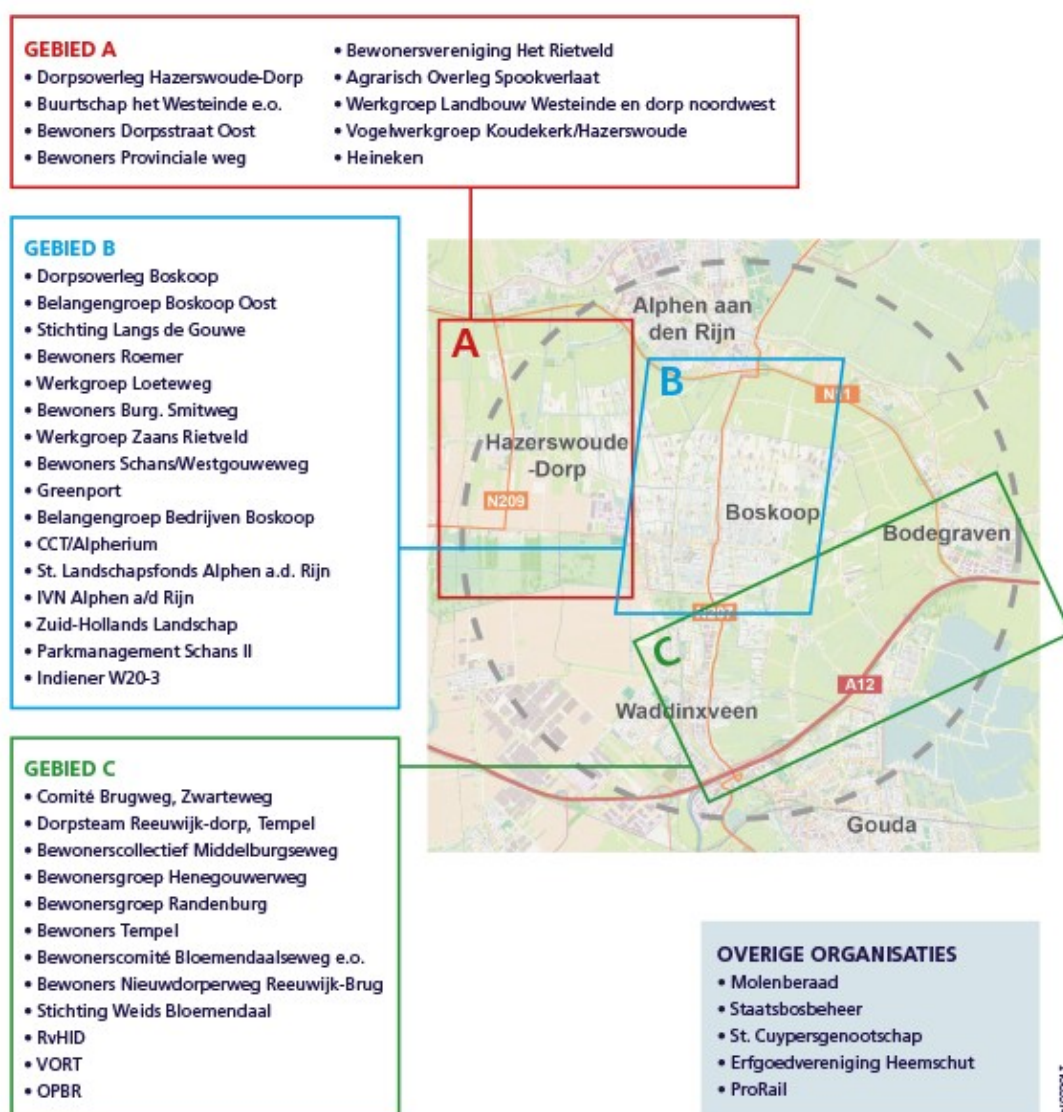 GEBIED A
• Dorpsoverleg Hazerswoude-Dorp
• Buurtschap het Westeinde e.o.
• Bewoners Dorpsstraat Oost
• Bewoners Provinciale weg
• Bewonersvereniging Het Rietveld
• Agrarisch Overleg Spookverlaat
• Werkgroep Landbouw Westeinde en dorp noordwest
• Vogelwerkgroep Koudekerk/Hazerswoude
• Heineken
GEBIED B
• Dorpsoverleg Boskoop
• Belangengroep Boskoop Oost
• Stichting Langs de Gouwe
• Bewoners Roemer
• Werkgroep Loeteweg
• Bewoners Burg. Smitweg
• Werkgroep Zaans Rietveld
• Bewoners Schans/Westgouweweg
• Greenport
• Belangengroep Bedrijven Boskoop
• CCT/Alpherium
• St. Landschapsfonds Alphen a.d. Rijn
• IVN Alphen a/d Rijn
• Zuid-Hollands Landschap
• Parkmanagement Schans II
• Indiener W20-3
Alphen aan
den Rijn
A
B
N11
Hazerswoude
-Dorp
N209
Boskoop
Bodegraven
N207
C
A12
Waddinxveen
Gouda
GEBIED C
• Comité Brugweg, Zwarteweg
• Dorpsteam Reeuwijk-dorp, Tempel
• Bewonerscollectief Middelburgseweg
• Bewonersgroep Henegouwerweg
• Bewonersgroep Randenburg
• Bewoners Tempel
• Bewonerscomité Bloemendaalseweg e.o.
• Bewoners Nieuwdorperweg Reeuwijk-Brug
• Stichting Weids Bloemendaal
• RvHID
• VORT
• OPBR
OVERIGE ORGANISATIES
• Molenberaad
• Staatsbosbeheer
• St. Cuypersgenootschap
• Erfgoedvereniging Heemschut
• ProRail